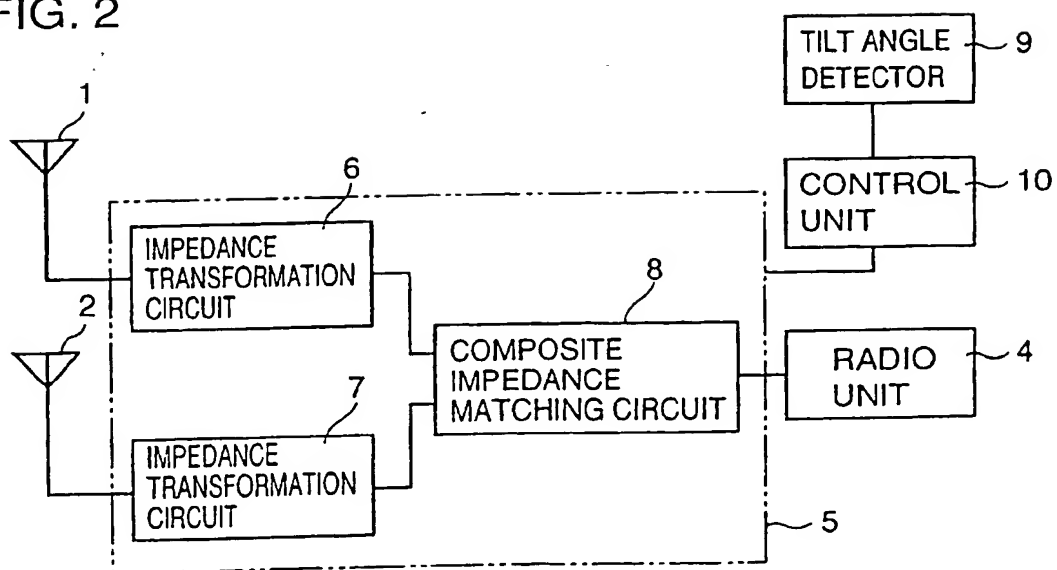 FIG. 2
1
2
IMPEDANCE
TRANSFORMATION
CIRCUIT
6
IMPEDANCE
TRANSFORMATION
CIRCUIT
7
COMPOSITE
IMPEDANCE
MATCHING CIRCUIT
8
TILT ANGLE
DETECTOR
9
CONTROL
UNIT
10
RADIO
UNIT
4
5